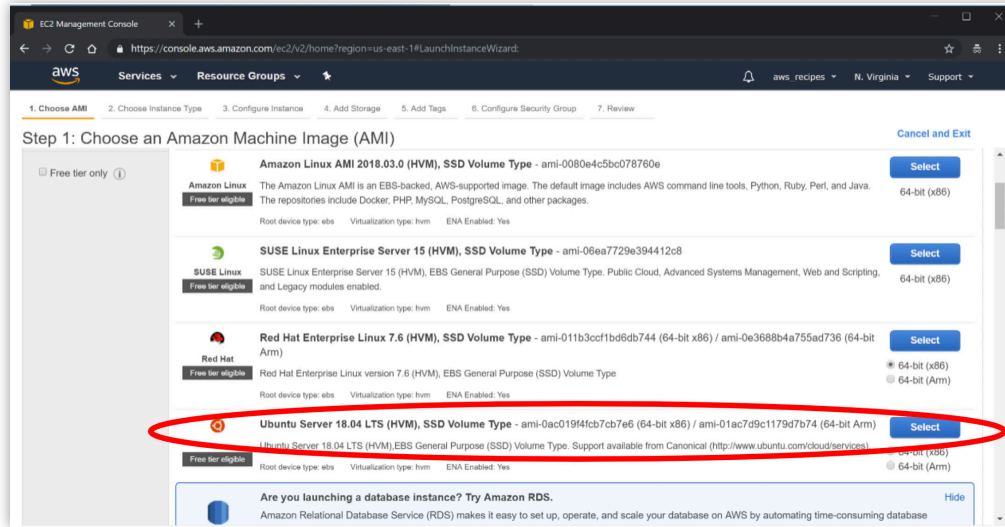 EC2 Management Console
https://console.aws.amazon.com/ec2/v2/home?region=us-east-1#LaunchInstanceWizard:
aws Services Resource Groups aws_recipes N. Virginia Support
1. Choose AMI 2. Choose Instance Type 3. Configure Instance 4. Add Storage 5. Add Tags 6. Configure Security Group 7. Review
Step 1: Choose an Amazon Machine Image (AMI)
Cancel and Exit
Free tier only
Amazon Linux
Free tier eligible
Amazon Linux AMI 2018.03.0 (HVM), SSD Volume Type - ami-0080e4c5bc078760e
The Amazon Linux AMI is an EBS-backed, AWS-supported image. The default image includes AWS command line tools, Python, Ruby, Perl, and Java.
The repositories include Docker, PHP, MySQL, PostgreSQL, and other packages.
Root device type: ebs Virtualization type: hvm ENA Enabled: Yes
Select
64-bit (x86)
SUSE Linux
Free tier eligible
SUSE Linux Enterprise Server 15 (HVM), SSD Volume Type - ami-06ea7729e394412c8
SUSE Linux Enterprise Server 15 (HVM), EBS General Purpose (SSD) Volume Type. Public Cloud, Advanced Systems Management, Web and Scripting,
and Legacy modules enabled.
Root device type: ebs Virtualization type: hvm ENA Enabled: Yes
Select
64-bit (x86)
Red Hat
Free tier eligible
Red Hat Enterprise Linux 7.6 (HVM), SSD Volume Type - ami-011b3ccf1bd6db744 (64-bit x86) / ami-0e3688b4a755ad736 (64-bit
Arm)
Red Hat Enterprise Linux version 7.6 (HVM), EBS General Purpose (SSD) Volume Type
Root device type: ebs Virtualization type: hvm ENA Enabled: Yes
Select
64-bit (x86)
64-bit (Arm)
Free tier eligible
Ubuntu Server 18.04 LTS (HVM), SSD Volume Type - ami-0ac019f4fcb7cb7e6 (64-bit x86) / ami-01ac7d9c1179d7b74 (64-bit Arm)
Ubuntu Server 18.04 LTS (HVM),EBS General Purpose (SSD) Volume Type. Support available from Canonical (http://www.ubuntu.com/cloud/services).
Root device type: ebs Virtualization type: hvm ENA Enabled: Yes
Select
64-bit (x86)
64-bit (Arm)
Are you launching a database instance? Try Amazon RDS.
Hide
Amazon Relational Database Service (RDS) makes it easy to set up, operate, and scale your database on AWS by automating time-consuming database